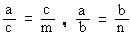 a/c = c/m , a/b = b/n